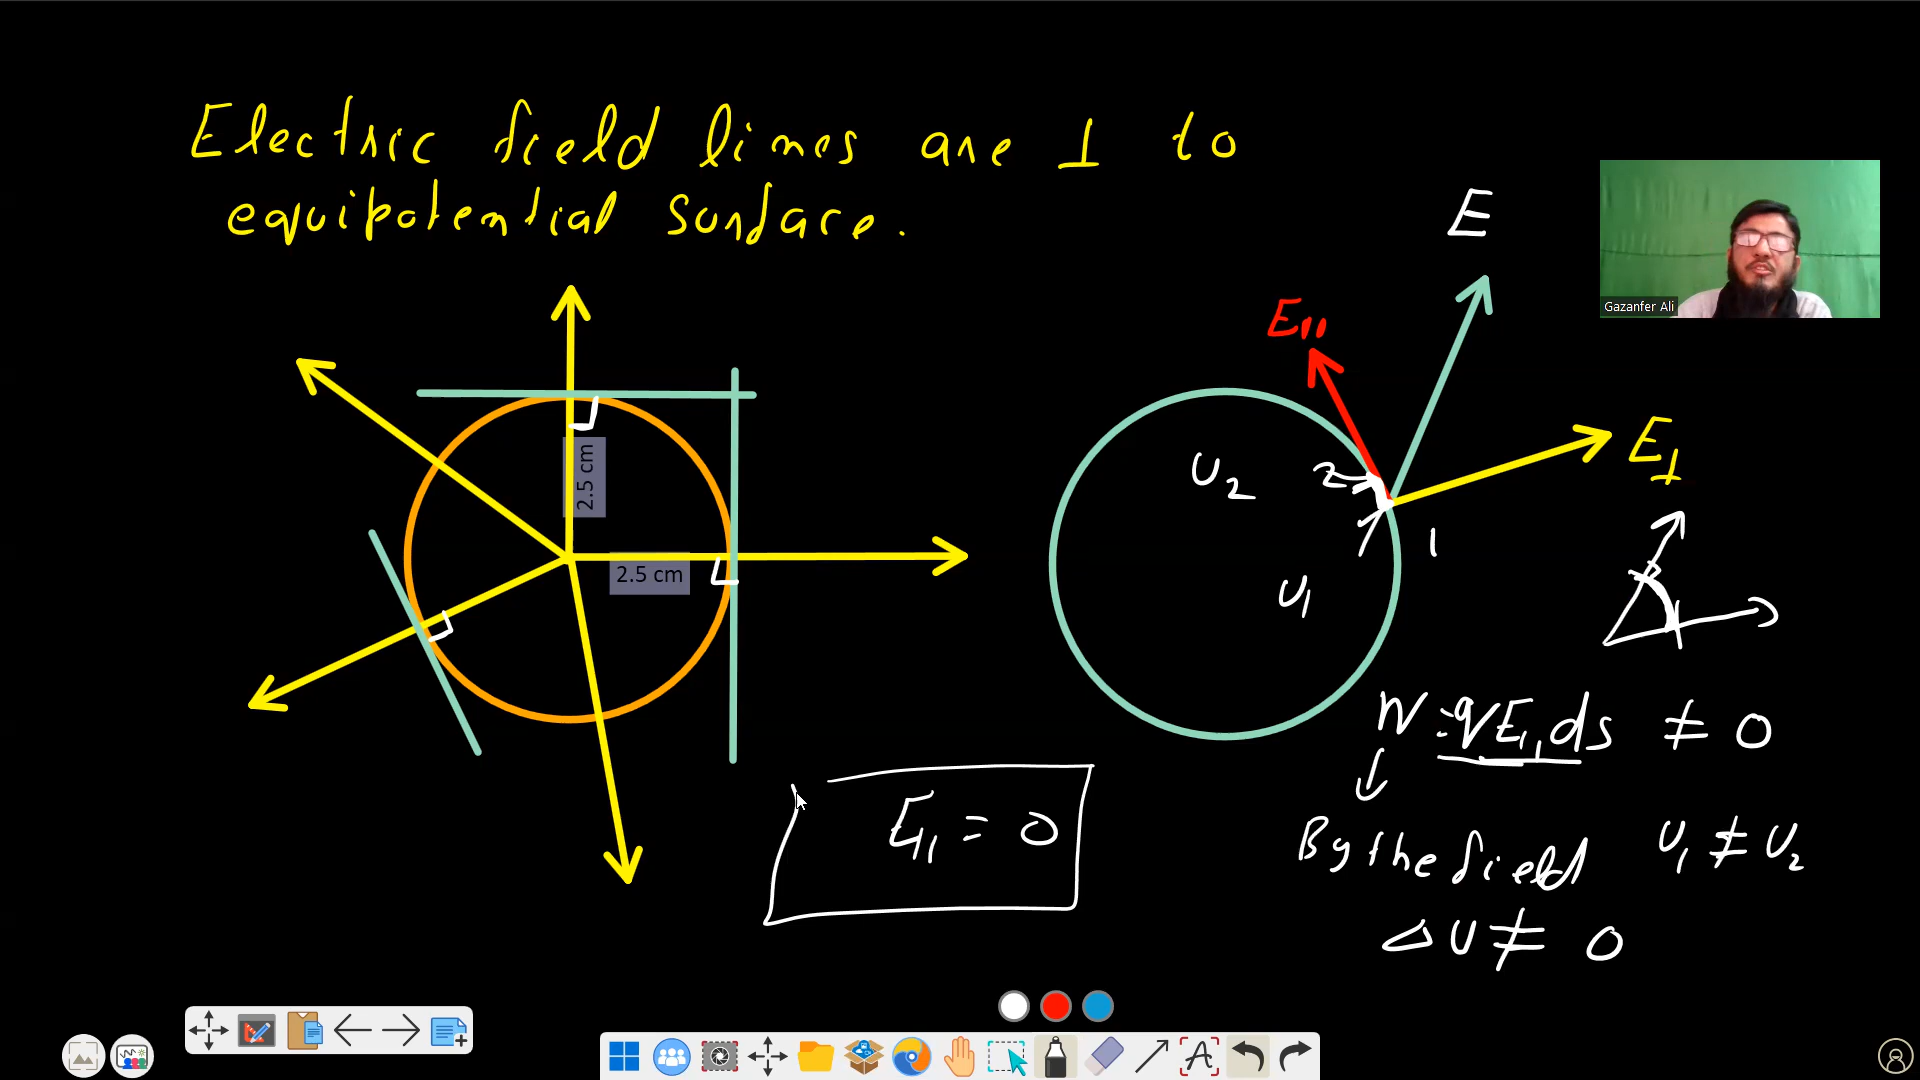 Electric field lines are ⊥ to
equipotential surface.
E
E||
Gazanfer Ali
E⊥
2
1
U2
U1
2.5 cm
2.5 cm
W = qE|| ds ≠ 0
E|| = 0
By the field
U1 ≠ U2
ΔU ≠ 0